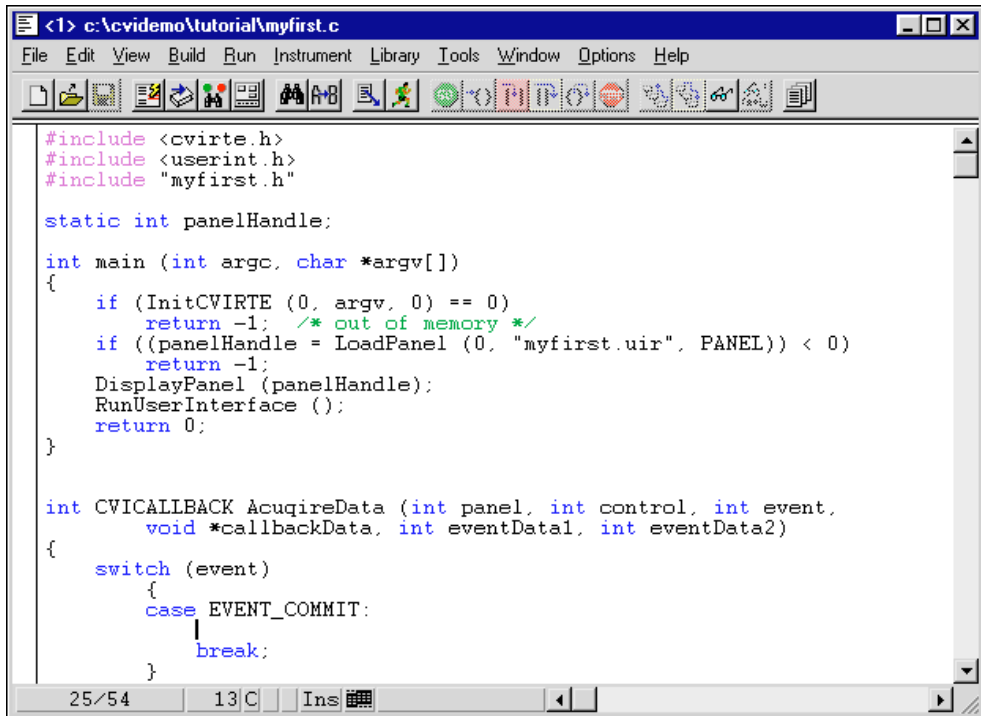 <1> c:\cvidemo\tutorial\myfirst.c
File Edit View Build Run Instrument Library Tools Window Options Help
#include <cvirte.h>
#include <userint.h>
#include "myfirst.h"
static int panelHandle;
int main (int argc, char *argv[])
{
if (InitCVIRTE (0, argv, 0) == 0)
return -1; /* out of memory */
if ((panelHandle = LoadPanel (0, "myfirst.uir", PANEL)) < 0)
return -1;
DisplayPanel (panelHandle);
RunUserInterface ();
return 0;
}
int CVICALLBACK AcuqireData (int panel, int control, int event,
void *callbackData, int eventData1, int eventData2)
{
switch (event)
{
case EVENT_COMMIT:
break;
}
25/54 13 C Ins